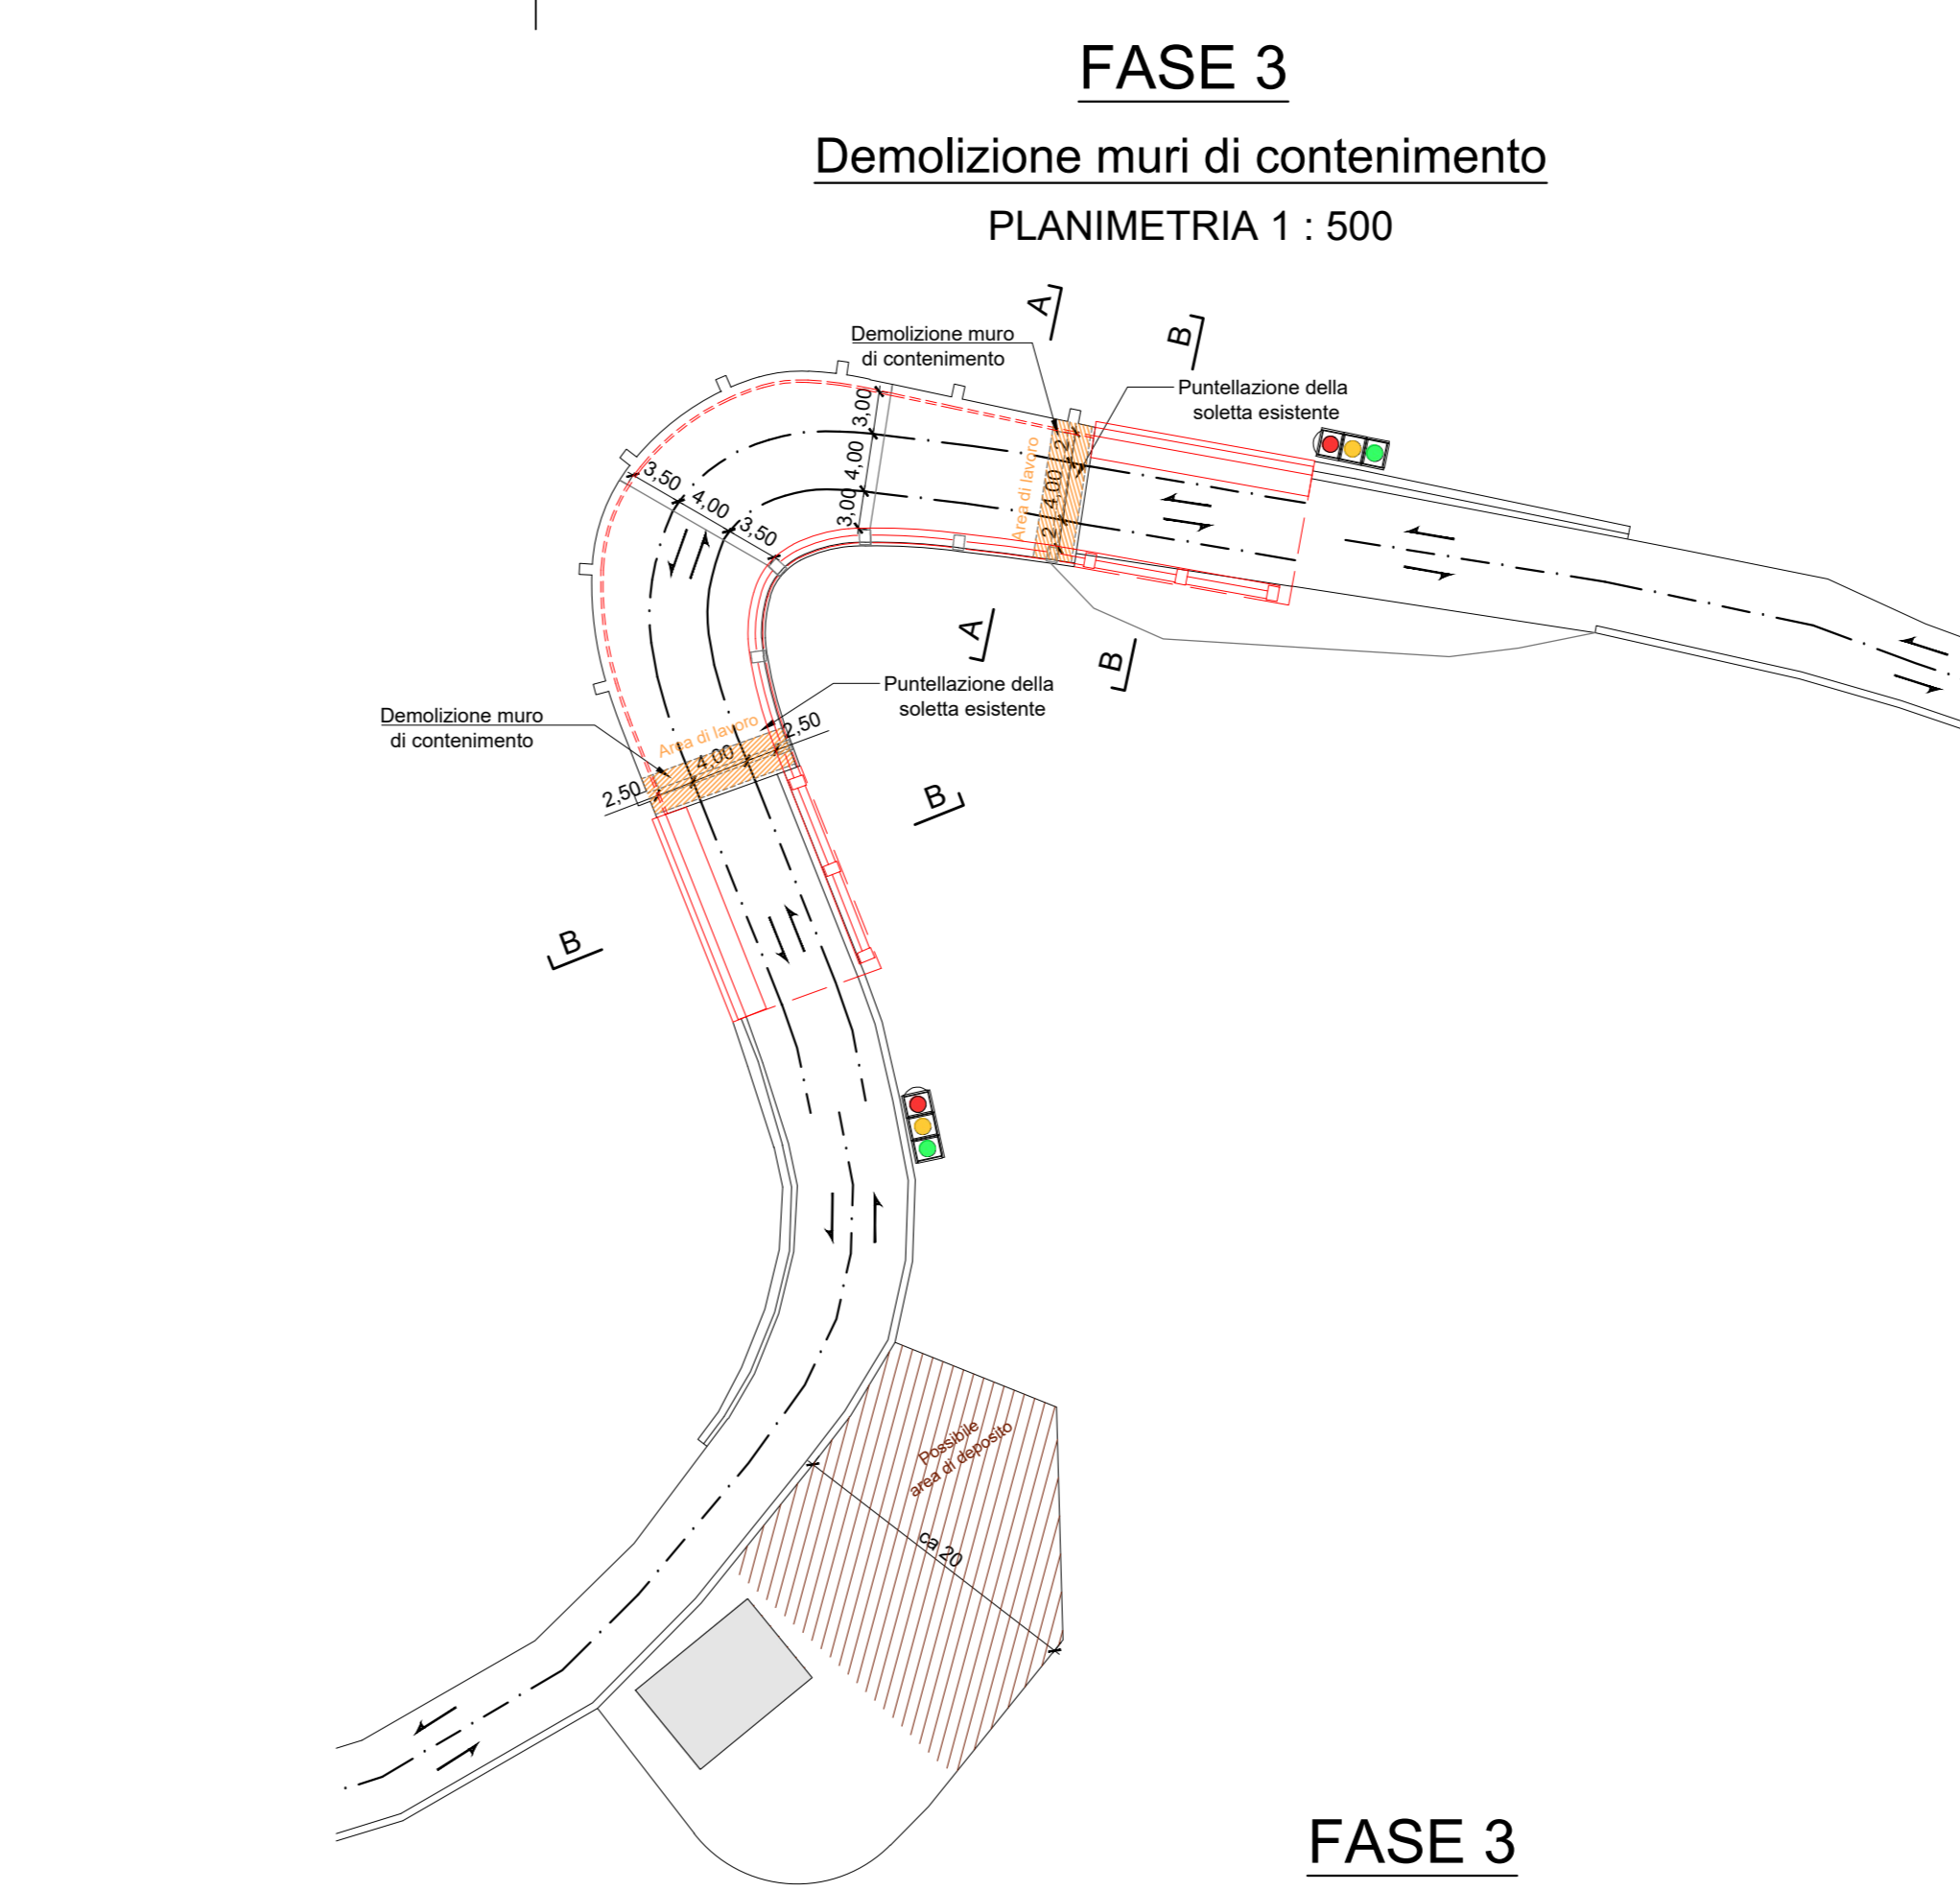 FASE 3
Demolizione muri di contenimento
PLANIMETRIA 1 : 500
A
B
Demolizione muro
di contenimento
Puntellazione della
soletta esistente
3,00
4,00
3,00
3,50
4,00
3,50
Area di lavoro
2
4,00
2
A
B
Puntellazione della
soletta esistente
Demolizione muro
di contenimento
Area di lavoro
2,50
4,00
2,50
B
B
Possibile
area di deposito
ca 20
FASE 3